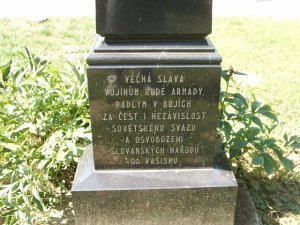 VĚČNÁ SLÁVA
VOJÍNŮM RUDÉ ARMÁDY
PADLÝM V BOJÍCH
ZA ČEST I NEZÁVISLOST
SOVĚTSKÉHO SVAZU
A OSVOBOZENÍ
SLOVANSKÝCH NÁRODŮ
OD FAŠISMU